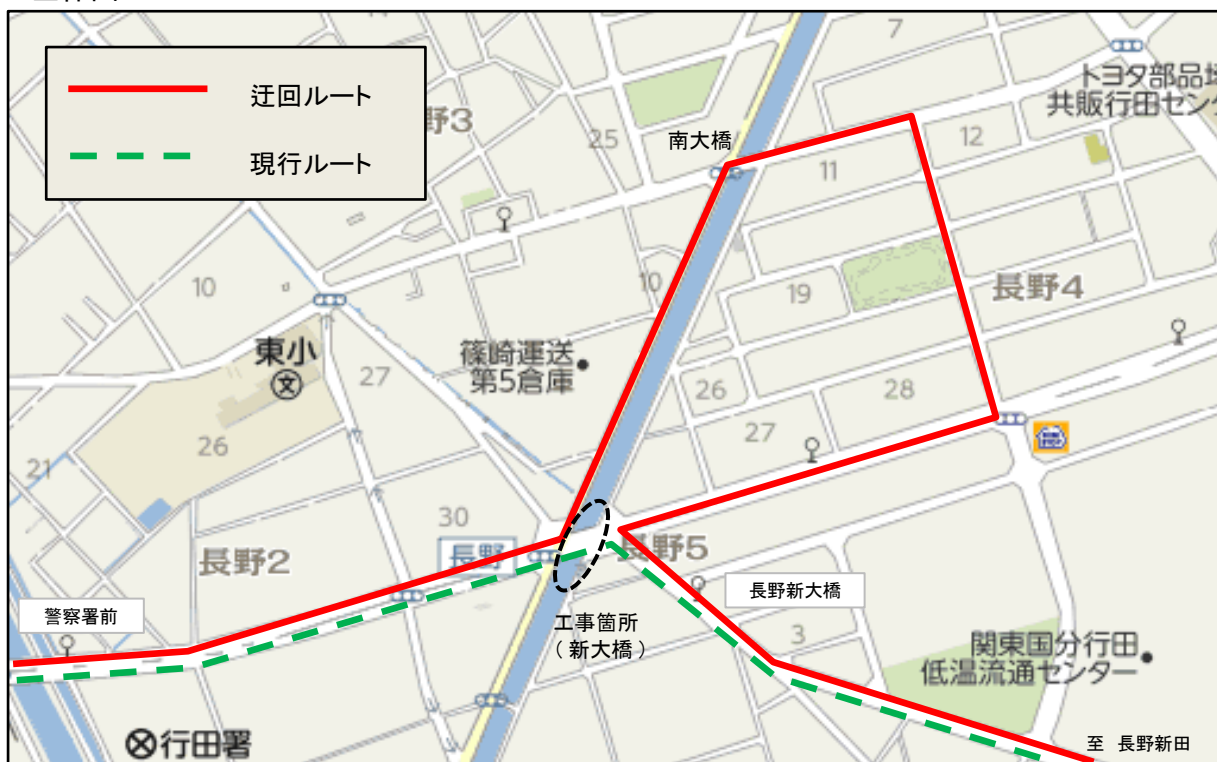 迂回ルート
現行ルート
野3
25
7
トヨタ部品
共販行田セン
12
11
南大橋
10
10
19
長野4
東小
文
27
篠崎運送
第5倉庫
26
28
27
26
21
30
長野
長野5
長野2
警察署前
工事箇所
（新大橋）
長野新大橋
3
関東国分行田
低温流通センター
行田署
至 長野新田